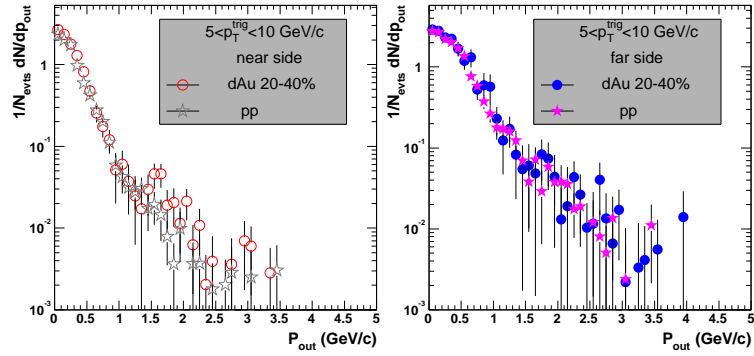 1/N_evts dN/dp_out
5<p_T^trig<10 GeV/c
near side
dAu 20-40%
pp
1
10^-1
10^-2
10^-3
0 0.5 1 1.5 2 2.5 3 3.5 4 4.5 5
P_out (GeV/c)
1/N_evts dN/dp_out
5<p_T^trig<10 GeV/c
far side
dAu 20-40%
pp
1
10^-1
10^-2
10^-3
0 0.5 1 1.5 2 2.5 3 3.5 4 4.5 5
P_out (GeV/c)